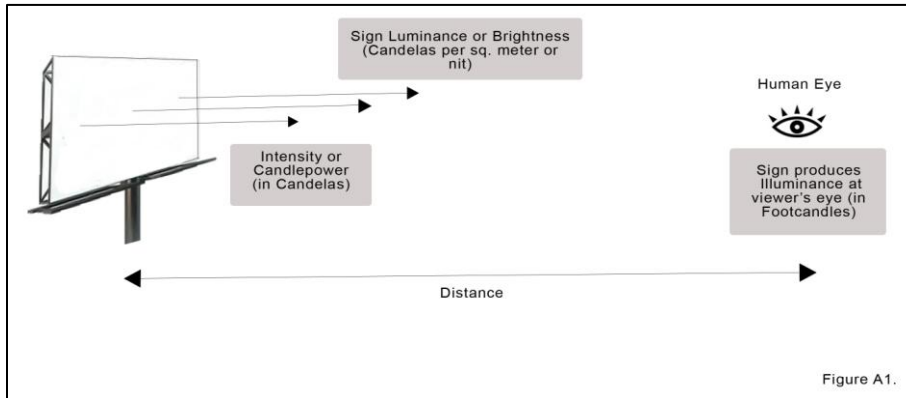 Sign Luminance or Brightness
(Candelas per sq. meter or
nit)
Human Eye
Intensity or
Candlepower
(in Candelas)
Sign produces
Illuminance at
viewer's eye (in
Footcandles)
Distance
Figure A1.